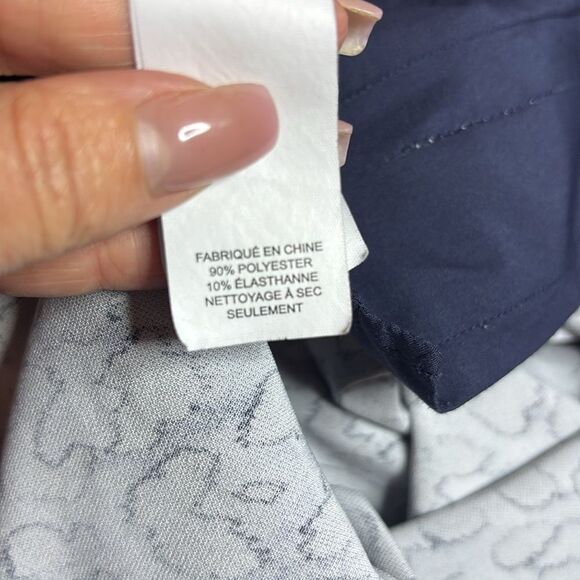 FABRIQUÉ EN CHINE
90% POLYESTER
10% ÉLASTHANNE
NETTOYAGE À SEC
SEULEMENT